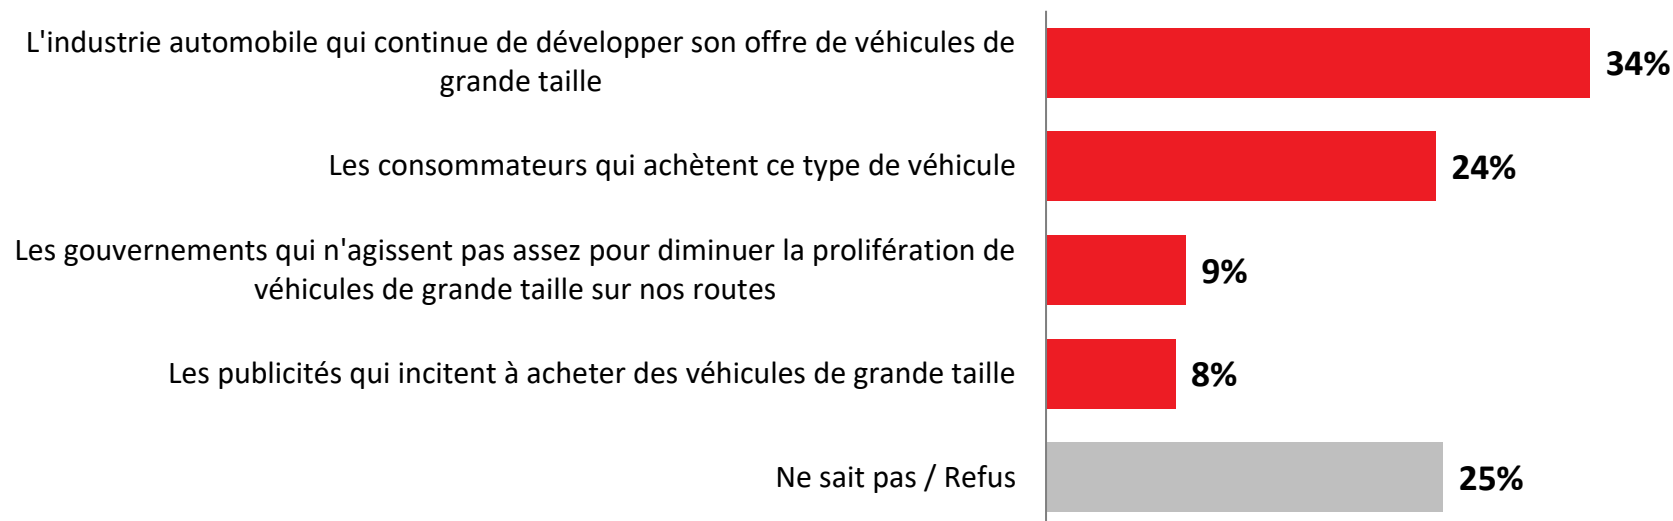 L'industrie automobile qui continue de développer son offre de véhicules de
grande taille
34%
Les consommateurs qui achètent ce type de véhicule
24%
Les gouvernements qui n'agissent pas assez pour diminuer la prolifération de
véhicules de grande taille sur nos routes
9%
Les publicités qui incitent à acheter des véhicules de grande taille
8%
Ne sait pas / Refus
25%